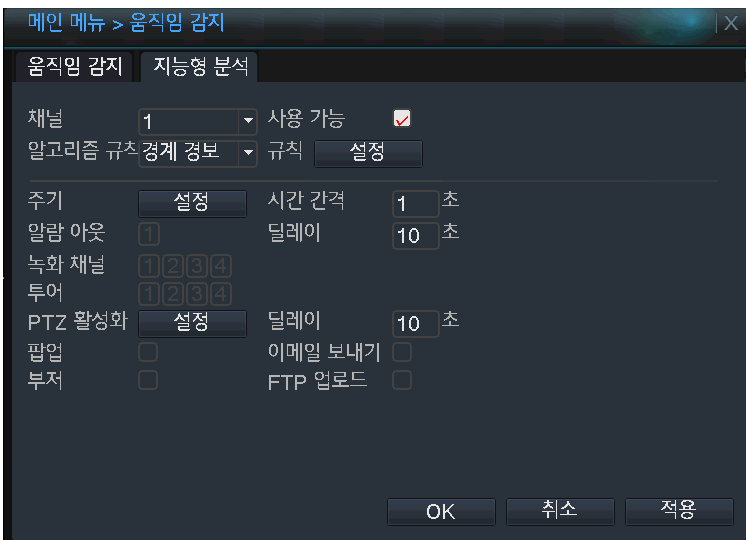 메인 메뉴 > 움직임 감지 X
움직임 감지 지능형 분석
채널 1 사용 가능
알고리즘 규칙 경계 경보 규칙 설정
주기 설정 시간 간격 1 초
알람 아웃 1 딜레이 10 초
녹화 채널 1 2 3 4
투어 1 2 3 4
PTZ 활성화 설정 딜레이 10 초
팝업 이메일 보내기
부저 FTP 업로드
OK 취소 적용